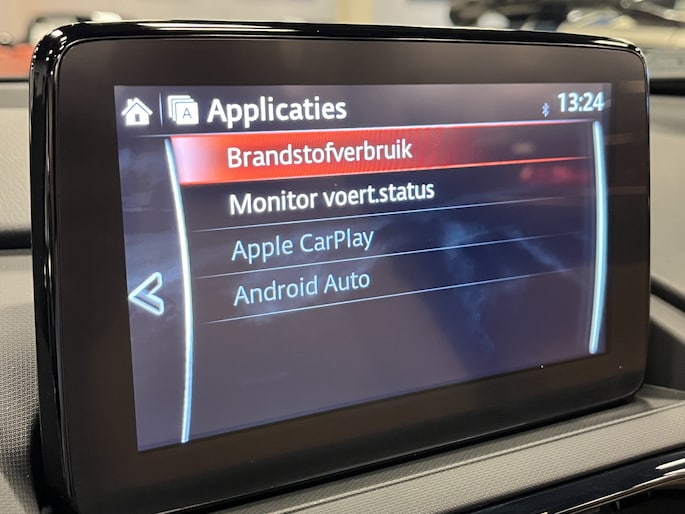 A Applicaties 13:24
Brandstofverbruik
Monitor voert.status
Apple CarPlay
Android Auto